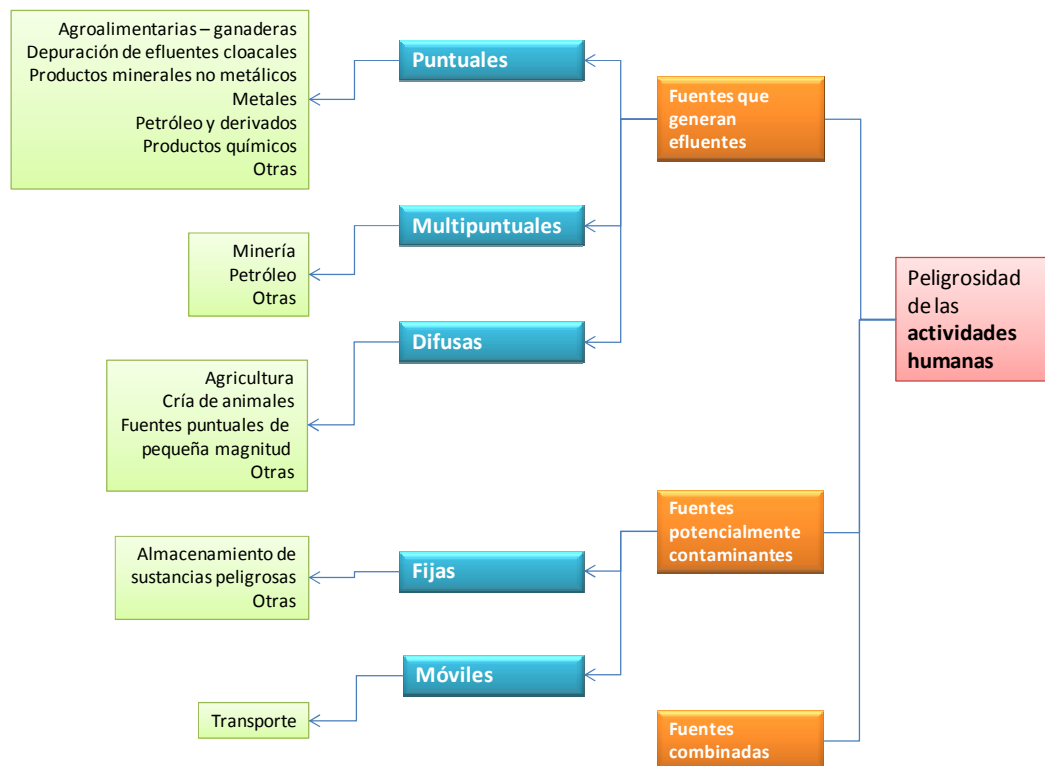 Agroalimentarias – ganaderas
Depuración de efluentes cloacales
Productos minerales no metálicos
Metales
Petróleo y derivados
Productos químicos
Otras
Puntuales
Fuentes que
generan
efluentes
Multipuntuales
Minería
Petróleo
Otras
Peligrosidad
de las
actividades
humanas
Difusas
Agricultura
Cría de animales
Fuentes puntuales de
pequeña magnitud
Otras
Fuentes
potencialmente
contaminantes
Fijas
Almacenamiento de
sustancias peligrosas
Otras
Móviles
Transporte
Fuentes
combinadas